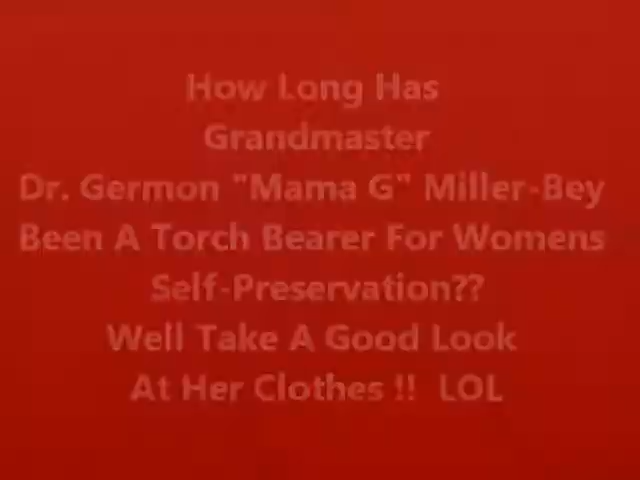 How Long Has
Grandmaster
Dr. Germon "Mama G" Miller-Bey
Been A Torch Bearer For Womens
Self-Preservation??
Well Take A Good Look
At Her Clothes !!  LOL